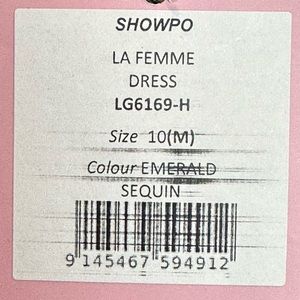 SHOWPO
LA FEMME
DRESS
LG6169-H
Size 10(M)
Colour EMERALD
SEQUIN
9 145467 594912